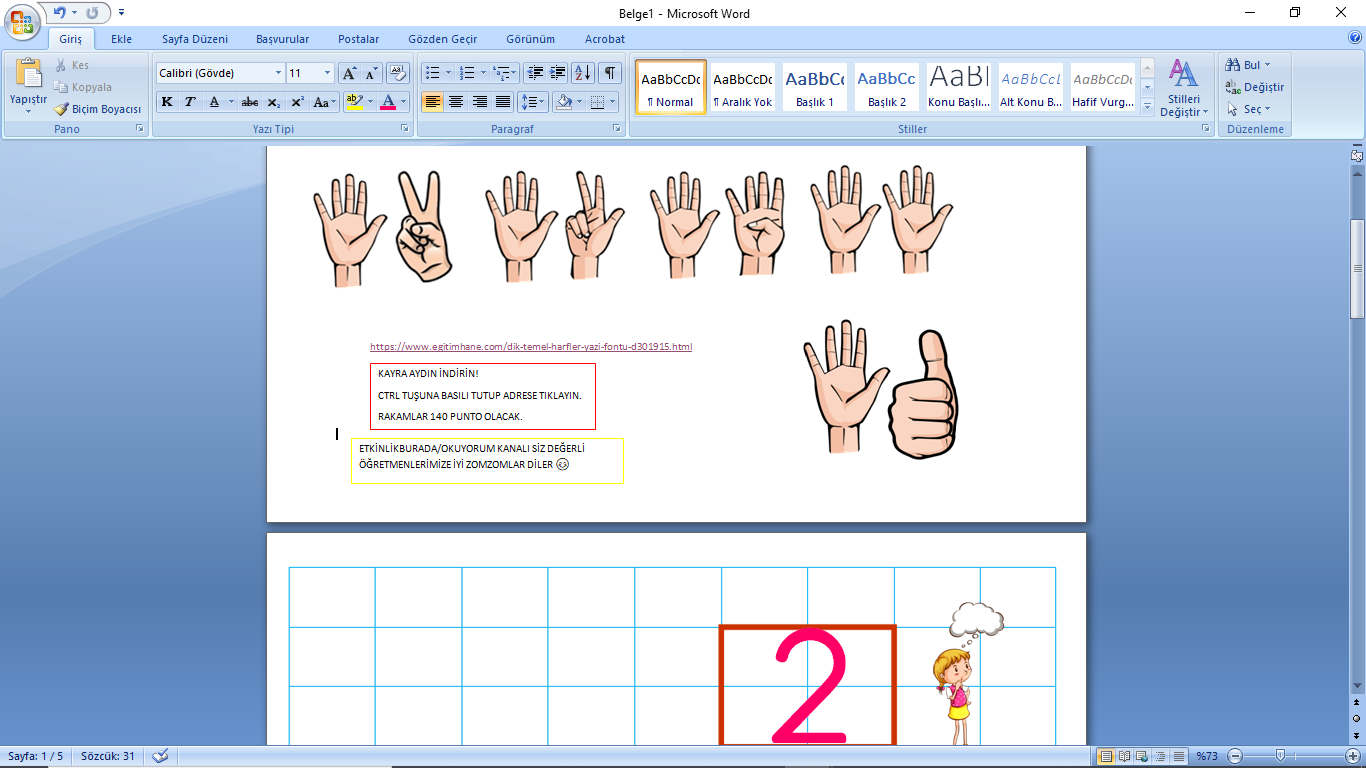 Belge1 - Microsoft Word
Giriş Ekle Sayfa Düzeni Başvurular Postalar Gözden Geçir Görünüm Acrobat
Yapıştır
Kes
Kopyala
Biçim Boyacısı
Pano
Calibri (Gövde) 11
K T A abc x₂ x² Aa
Yazı Tipi
Paragraf
AaBbCcDc AaBbCcDc AaBbC AaBbCc AaBl AaBbCcL AaBbCcDc
¶ Normal ¶ Aralık Yok Başlık 1 Başlık 2 Konu Başlı... Alt Konu B... Hafif Vurg...
Stilleri
Değiştir
Stiller
Bul
Değiştir
Seç
Düzenleme
https://www.egitimhane.com/dik-temel-harfler-yazi-fontu-d301915.html
KAYRA AYDIN İNDİRİN!
CTRL TUŞUNA BASILI TUTUP ADRESE TIKLAYIN.
RAKAMLAR 140 PUNTO OLACAK.
ETKİNLİKBURADA/OKUYORUM KANALI SİZ DEĞERLİ
ÖĞRETMENLERİMİZE İYİ ZOMZOMLAR DİLER 😊
2
Sayfa: 1 / 5 Sözcük: 31 %73